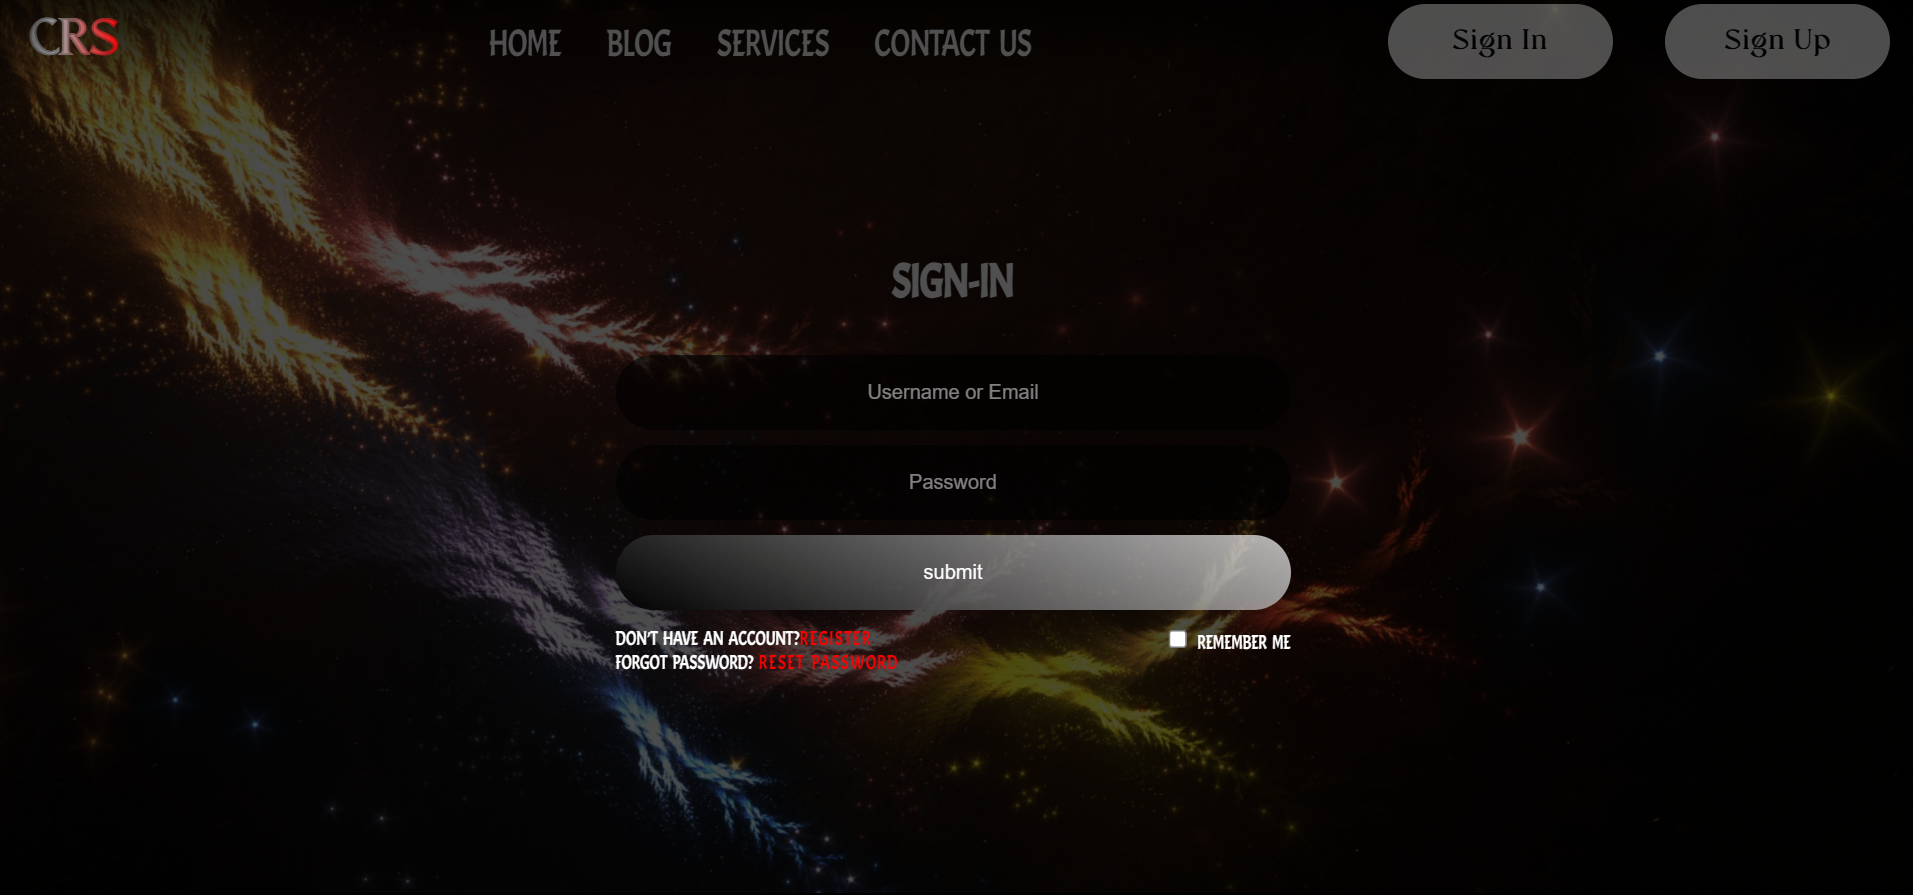 CRS
HOME BLOG SERVICES CONTACT US
Sign In
Sign Up
SIGN-IN
Username or Email
Password
submit
DON'T HAVE AN ACCOUNT?REGISTER
REMEMBER ME
FORGOT PASSWORD? RESET PASSWORD